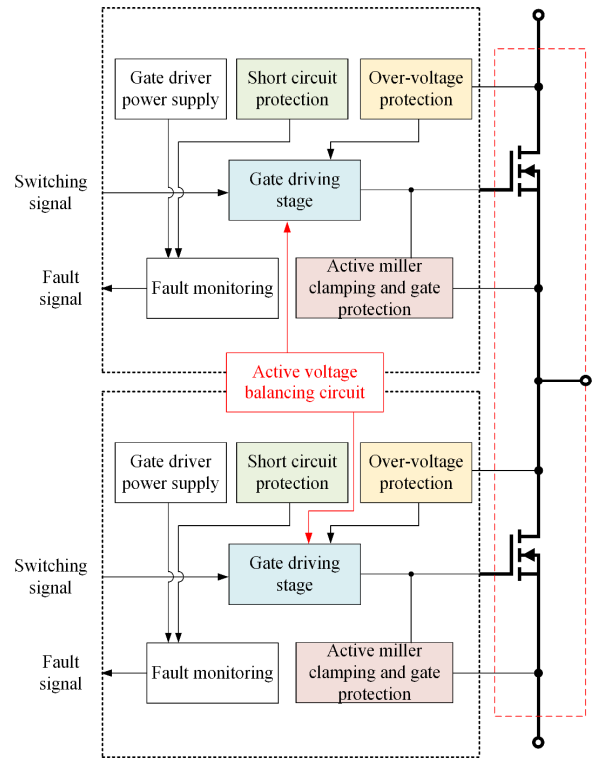 Gate driver
power supply
Short circuit
protection
Over-voltage
protection
Switching
signal
Gate driving
stage
Fault
signal
Fault monitoring
Active miller
clamping and gate
protection
Active voltage
balancing circuit
Gate driver
power supply
Short circuit
protection
Over-voltage
protection
Switching
signal
Gate driving
stage
Fault
signal
Fault monitoring
Active miller
clamping and gate
protection